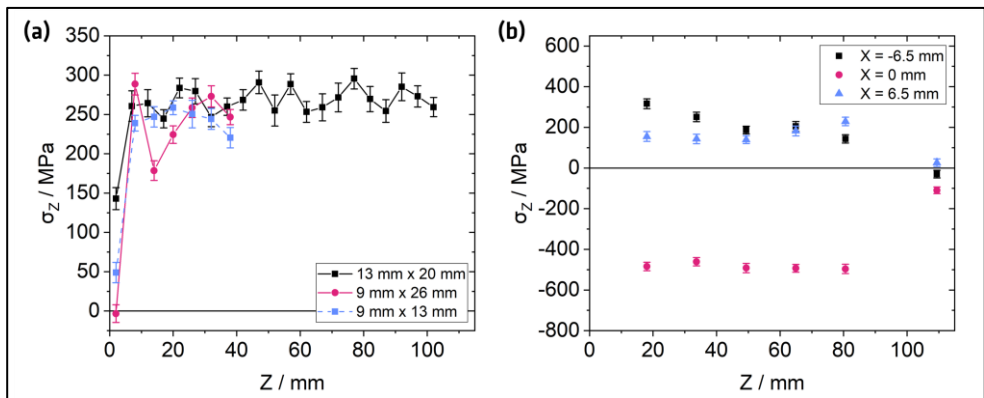 (a)
350
300
250
200
150
100
50
0
σZ / MPa
0 20 40 60 80 100
Z / mm
13 mm x 20 mm
9 mm x 26 mm
9 mm x 13 mm
(b)
600
400
200
0
-200
-400
-600
-800
σZ / MPa
0 20 40 60 80 100
Z / mm
X = -6.5 mm
X = 0 mm
X = 6.5 mm